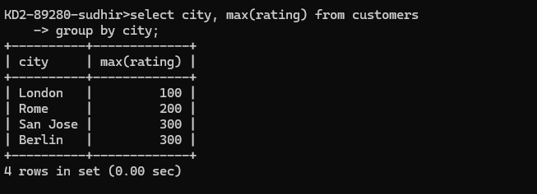 KD2-89280-sudhir>select city, max(rating) from customers
    -> group by city;
+----------+-------------+
| city     | max(rating) |
+----------+-------------+
| London   |         100 |
| Rome     |         200 |
| San Jose |         300 |
| Berlin   |         300 |
+----------+-------------+
4 rows in set (0.00 sec)